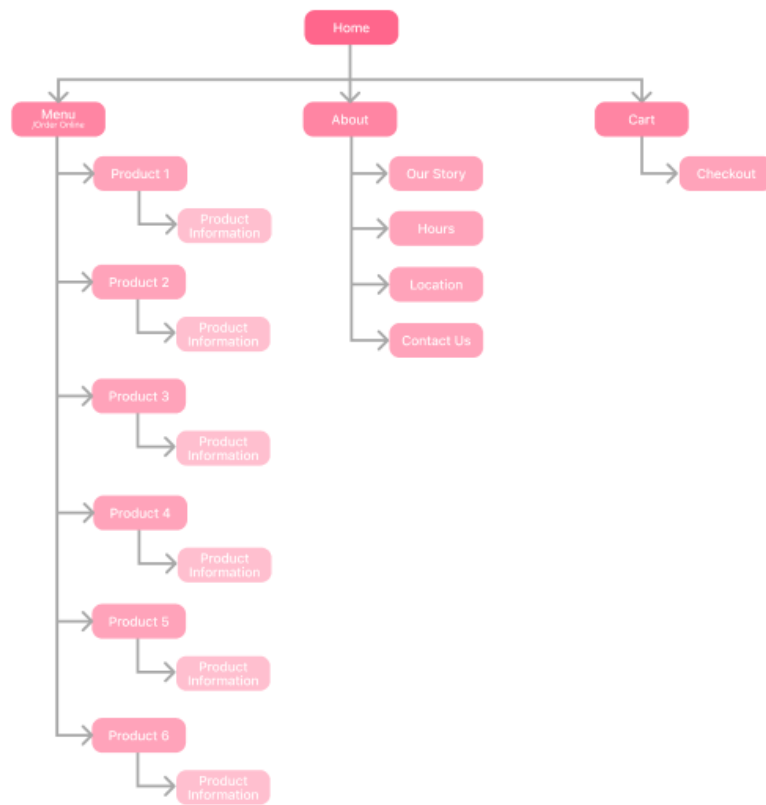 Home
Menu
/Order Online
About
Cart
Product 1
Our Story
Checkout
Product
Information
Hours
Product 2
Location
Product
Information
Contact Us
Product 3
Product
Information
Product 4
Product
Information
Product 5
Product
Information
Product 6
Product
Information